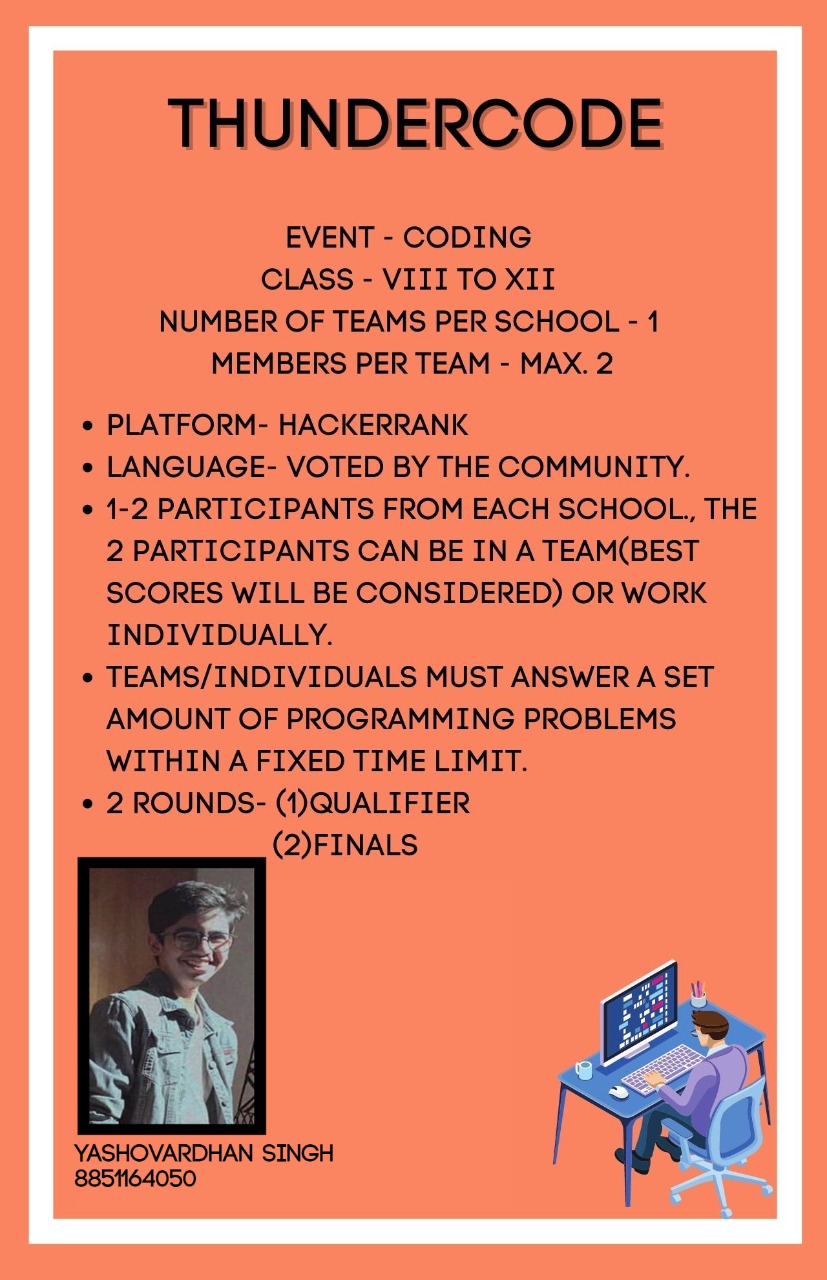 THUNDERCODE
EVENT - CODING
CLASS - VIII TO XII
NUMBER OF TEAMS PER SCHOOL - 1
MEMBERS PER TEAM - MAX. 2
• PLATFORM- HACKERRANK
• LANGUAGE- VOTED BY THE COMMUNITY.
• 1-2 PARTICIPANTS FROM EACH SCHOOL., THE
2 PARTICIPANTS CAN BE IN A TEAM(BEST
SCORES WILL BE CONSIDERED) OR WORK
INDIVIDUALLY.
• TEAMS/INDIVIDUALS MUST ANSWER A SET
AMOUNT OF PROGRAMMING PROBLEMS
WITHIN A FIXED TIME LIMIT.
• 2 ROUNDS- (1)QUALIFIER
(2)FINALS
YASHOVARDHAN SINGH
8851164050